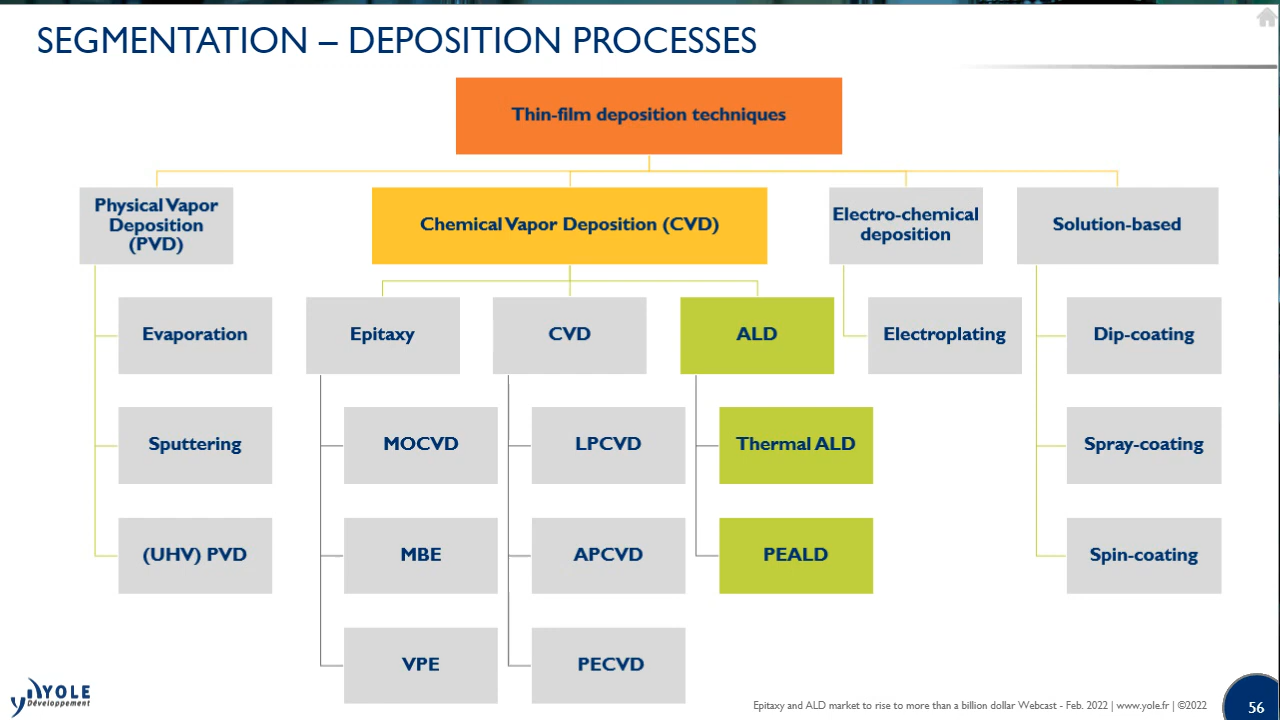 SEGMENTATION – DEPOSITION PROCESSES
Thin-film deposition techniques
Physical Vapor
Deposition
(PVD)
Chemical Vapor Deposition (CVD)
Electro-chemical
deposition
Solution-based
Evaporation
Epitaxy
CVD
ALD
Electroplating
Dip-coating
Sputtering
MOCVD
LPCVD
Thermal ALD
Spray-coating
(UHV) PVD
MBE
APCVD
PEALD
Spin-coating
VPE
PECVD
YOLE
Développement
Epitaxy and ALD market to rise to more than a billion dollar Webcast - Feb. 2022 | www.yole.fr | ©2022
56